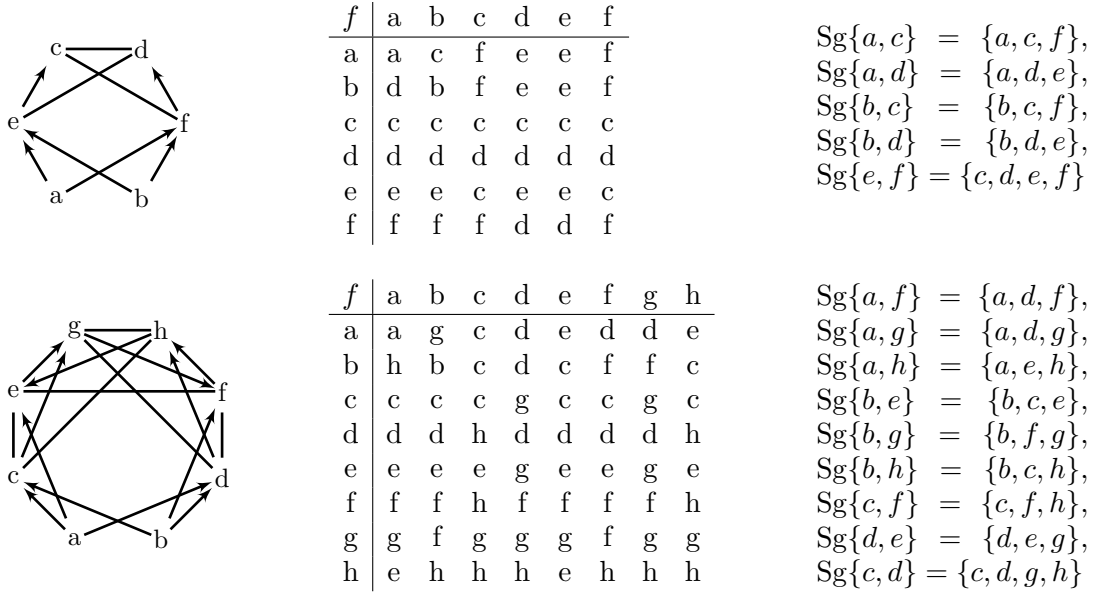 c d
e f
a b
f a b c d e f
a a c f e e f
b d b f e e f
c c c c c c c
d d d d d d d
e e e c e e c
f f f f d d f
Sg{a, c} = {a, c, f},
Sg{a, d} = {a, d, e},
Sg{b, c} = {b, c, f},
Sg{b, d} = {b, d, e},
Sg{e, f} = {c, d, e, f}
g h
e f
c d
a b
f a b c d e f g h
a a g c d e d d e
b h b c d c f f c
c c c c g c c g c
d d d h d d d d h
e e e e g e e g e
f f f h f f f f h
g g f g g g f g g
h e h h h e h h h
Sg{a, f} = {a, d, f},
Sg{a, g} = {a, d, g},
Sg{a, h} = {a, e, h},
Sg{b, e} = {b, c, e},
Sg{b, g} = {b, f, g},
Sg{b, h} = {b, c, h},
Sg{c, f} = {c, f, h},
Sg{d, e} = {d, e, g},
Sg{c, d} = {c, d, g, h}